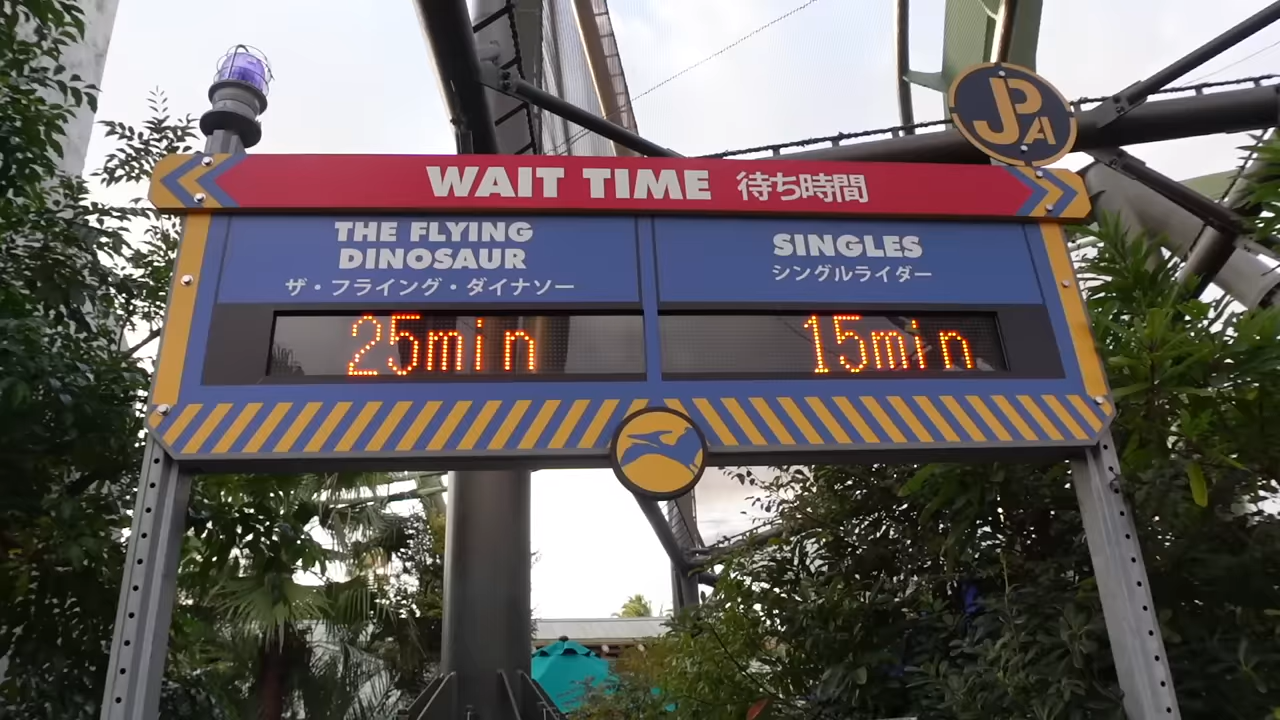 JPA
WAIT TIME 待ち時間
THE FLYING
DINOSAUR
ザ・フライング・ダイナソー
25min
SINGLES
シングルライダー
15min